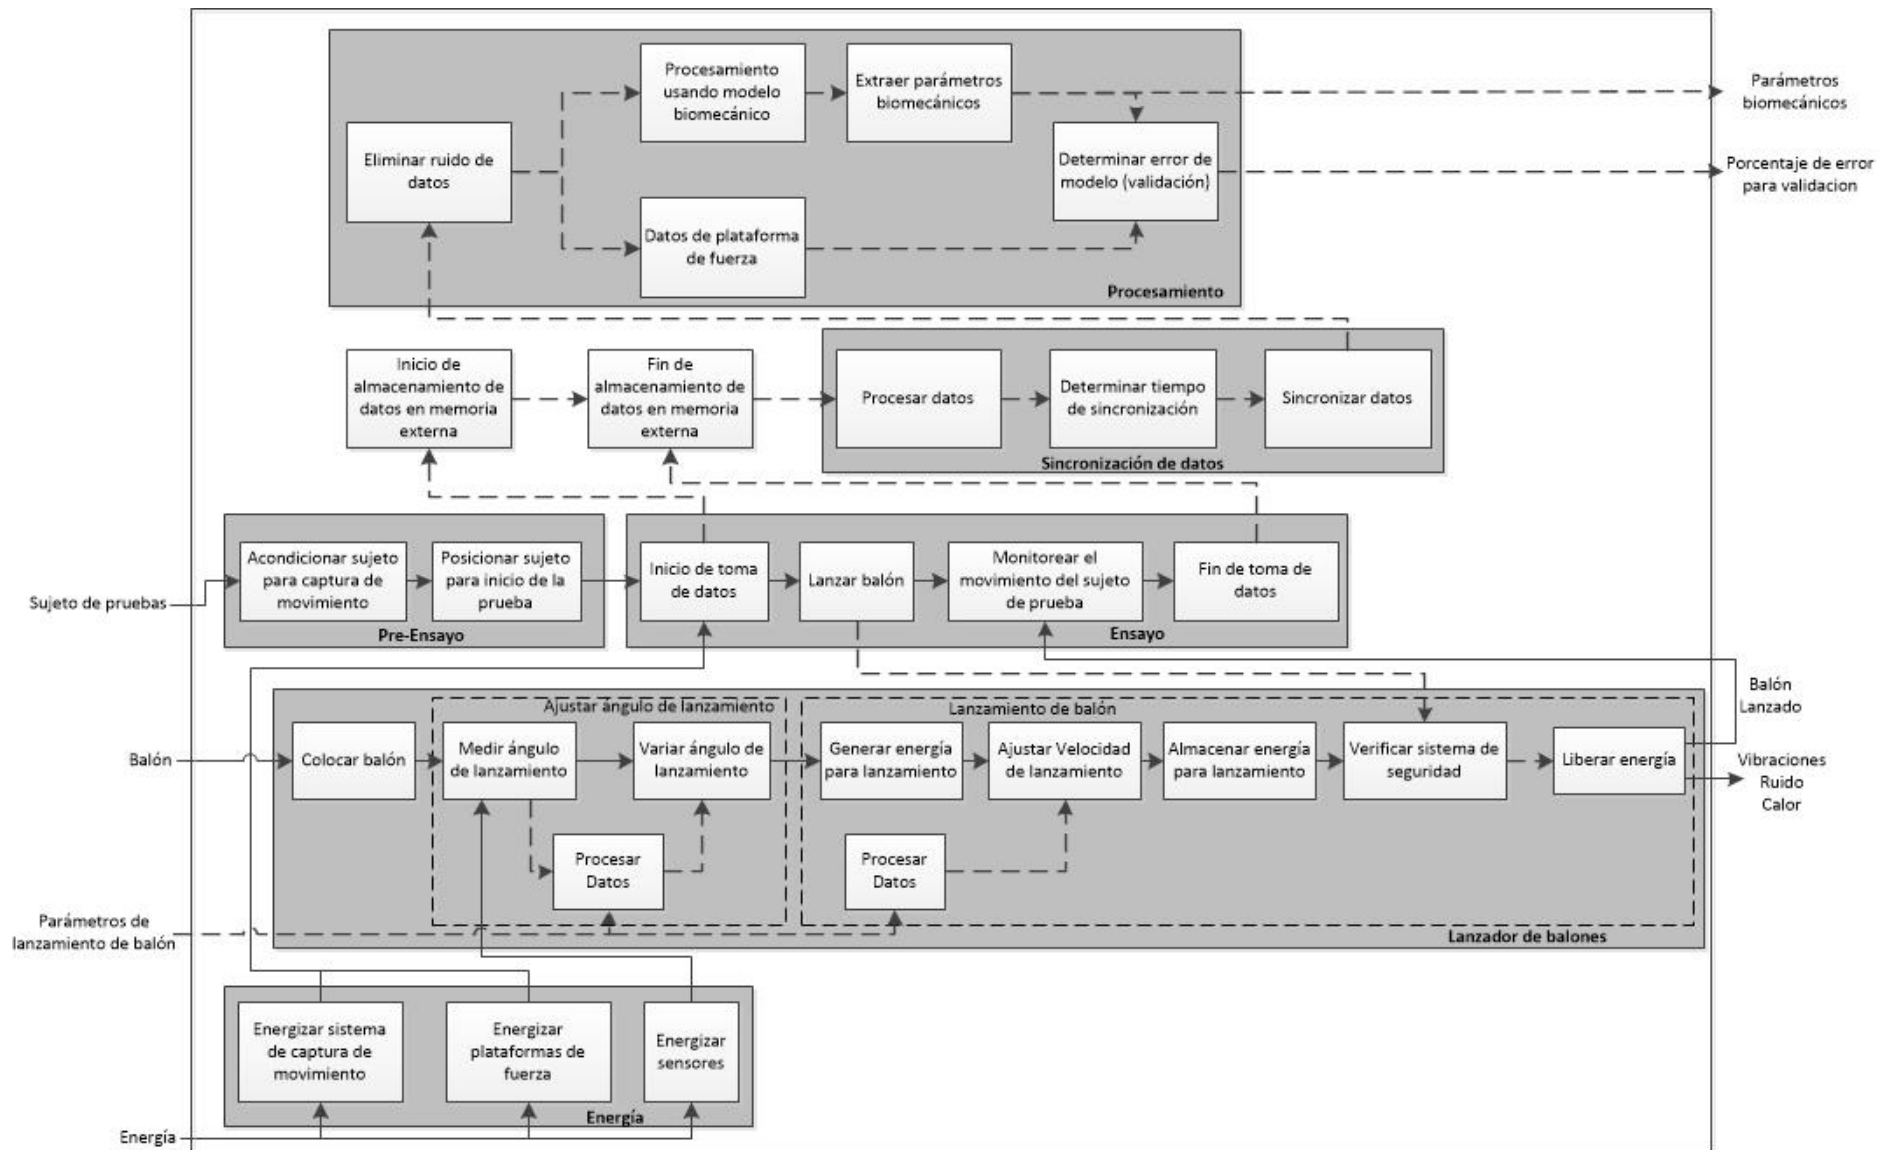 Procesamiento
usando modelo
biomecánico
Extraer parámetros
biomecánicos
Parámetros
biomecánicos
Eliminar ruido de
datos
Determinar error de
modelo (validación)
Porcentaje de error
para validacion
Datos de plataforma
de fuerza
Procesamiento
Inicio de
almacenamiento de
datos en memoria
externa
Fin de
almacenamiento de
datos en memoria
externa
Procesar datos
Determinar tiempo
de sincronización
Sincronizar datos
Sincronización de datos
Sujeto de pruebas
Acondicionar sujeto
para captura de
movimiento
Posicionar sujeto
para inicio de la
prueba
Pre-Ensayo
Inicio de toma
de datos
Lanzar balón
Monitorear el
movimiento del sujeto
de prueba
Fin de toma de
datos
Ensayo
Balón
Lanzado
Ajustar ángulo de lanzamiento
Lanzamiento de balón
Balón
Colocar balón
Medir ángulo
de lanzamiento
Variar ángulo de
lanzamiento
Generar energía
para lanzamiento
Ajustar Velocidad
de lanzamiento
Almacenar energía
para lanzamiento
Verificar sistema de
seguridad
Liberar energía
Vibraciones
Ruido
Calor
Procesar
Datos
Procesar
Datos
Parámetros de
lanzamiento de balón
Lanzador de balones
Energizar sistema
de captura de
movimiento
Energizar
plataformas de
fuerza
Energizar
sensores
Energía
Energía